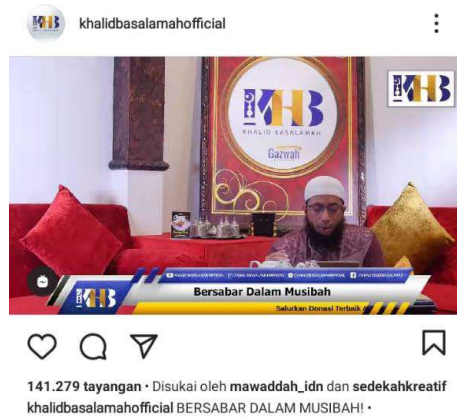 khalidbasalamahofficial
KHB
KHB
KHALID BASALAMAH
Gazwah
KHB
Bersabar Dalam Musibah
Salurkan Donasi Terbaik
141.279 tayangan • Disukai oleh mawaddah_idn dan sedekahkreatif
khalidbasalamahofficial BERSABAR DALAM MUSIBAH! •